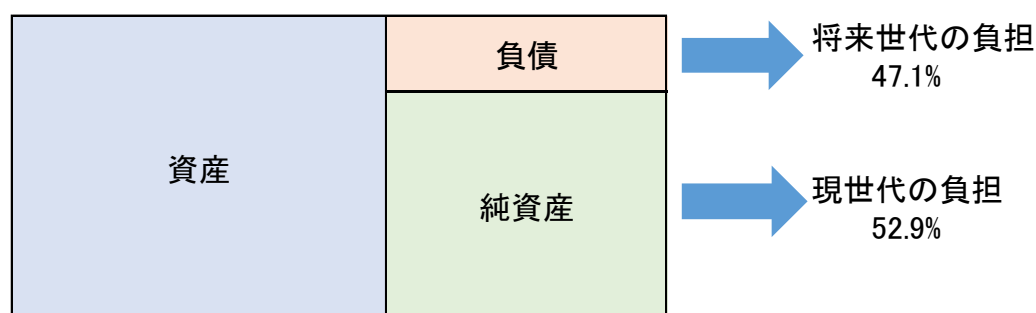 資産
負債
純資産
将来世代の負担
47.1%
現世代の負担
52.9%